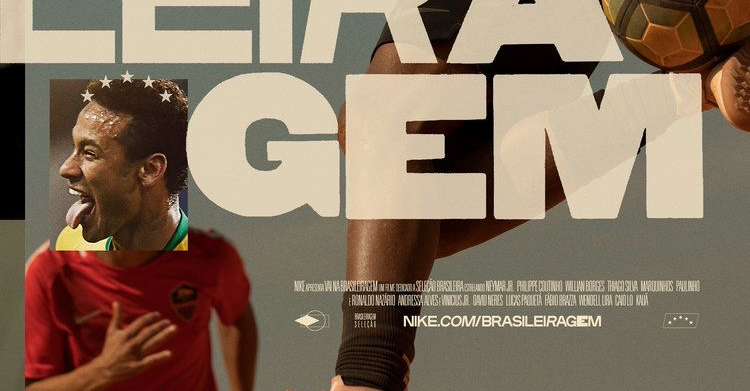 LEIRA
GEM
NIKE APRESENTA VAI NA BRASILEIRAGEM UM FILME DEDICADO A SELEÇÃO BRASILEIRA ESTRELANDO NEYMAR JR. PHILIPPE COUTINHO WILLIAN BORGES THIAGO SILVA MARQUINHOS PAULINHO
E RONALDO NAZÁRIO ANDRESSA ALVES E VINICIUS JR. DAVID NERES LUCAS PAQUETÁ FÁBIO BRAZZA WENDELL LIRA CAIO LO KAUÃ
BRASILEIRAGEM
SELEÇÃO
NIKE.COM/BRASILEIRAGEM